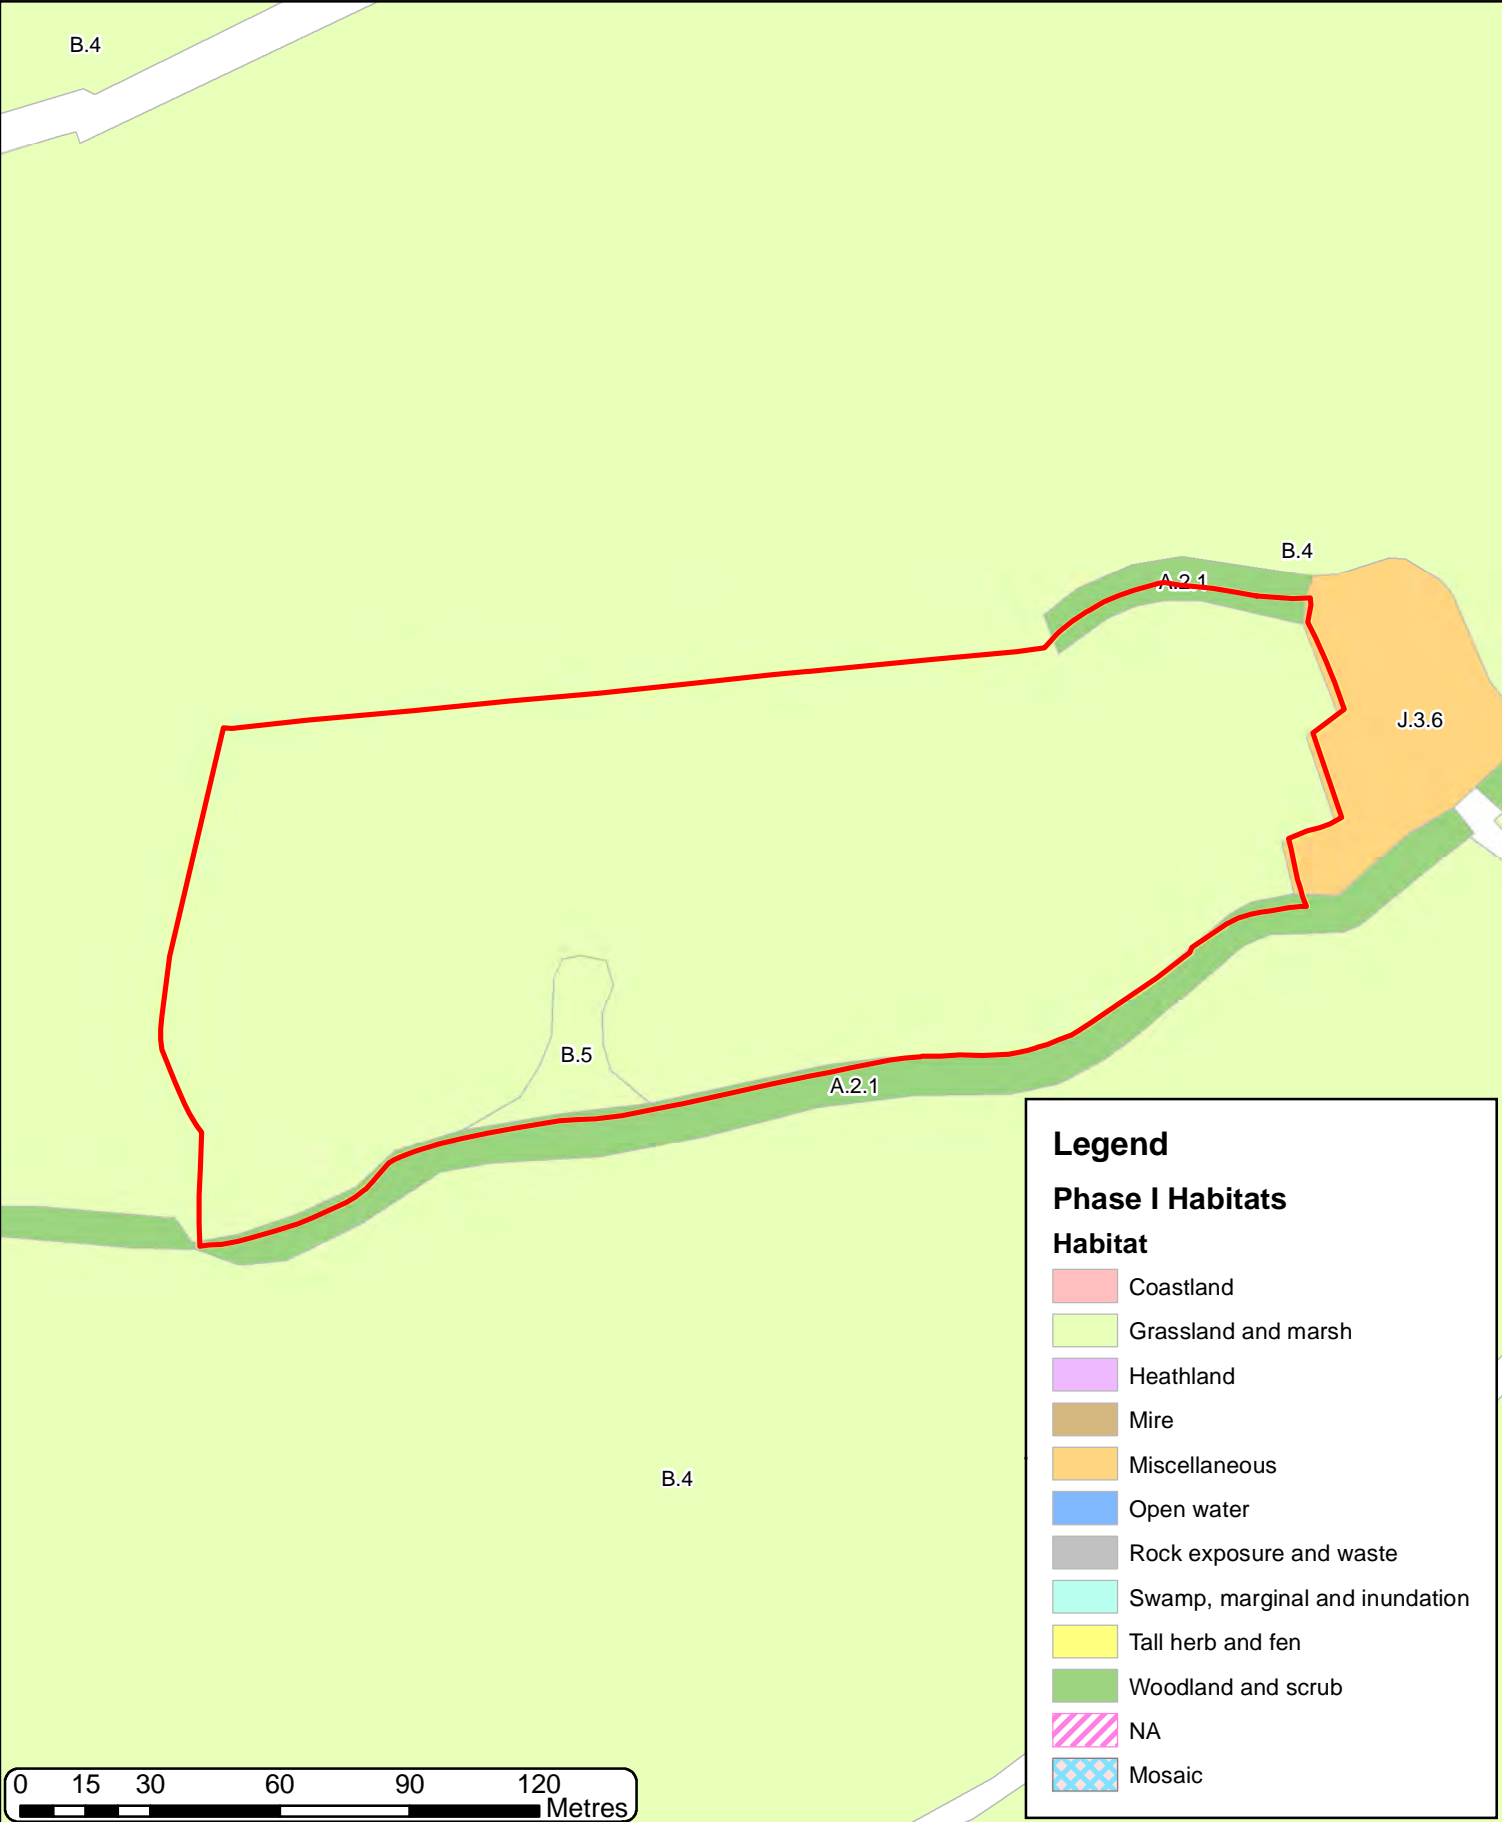 B.4
B.4
A.2.1
J.3.6
B.5
A.2.1
B.4
Legend
Phase I Habitats
Habitat
Coastland
Grassland and marsh
Heathland
Mire
Miscellaneous
Open water
Rock exposure and waste
Swamp, marginal and inundation
Tall herb and fen
Woodland and scrub
NA
Mosaic
0 15 30 60 90 120
Metres